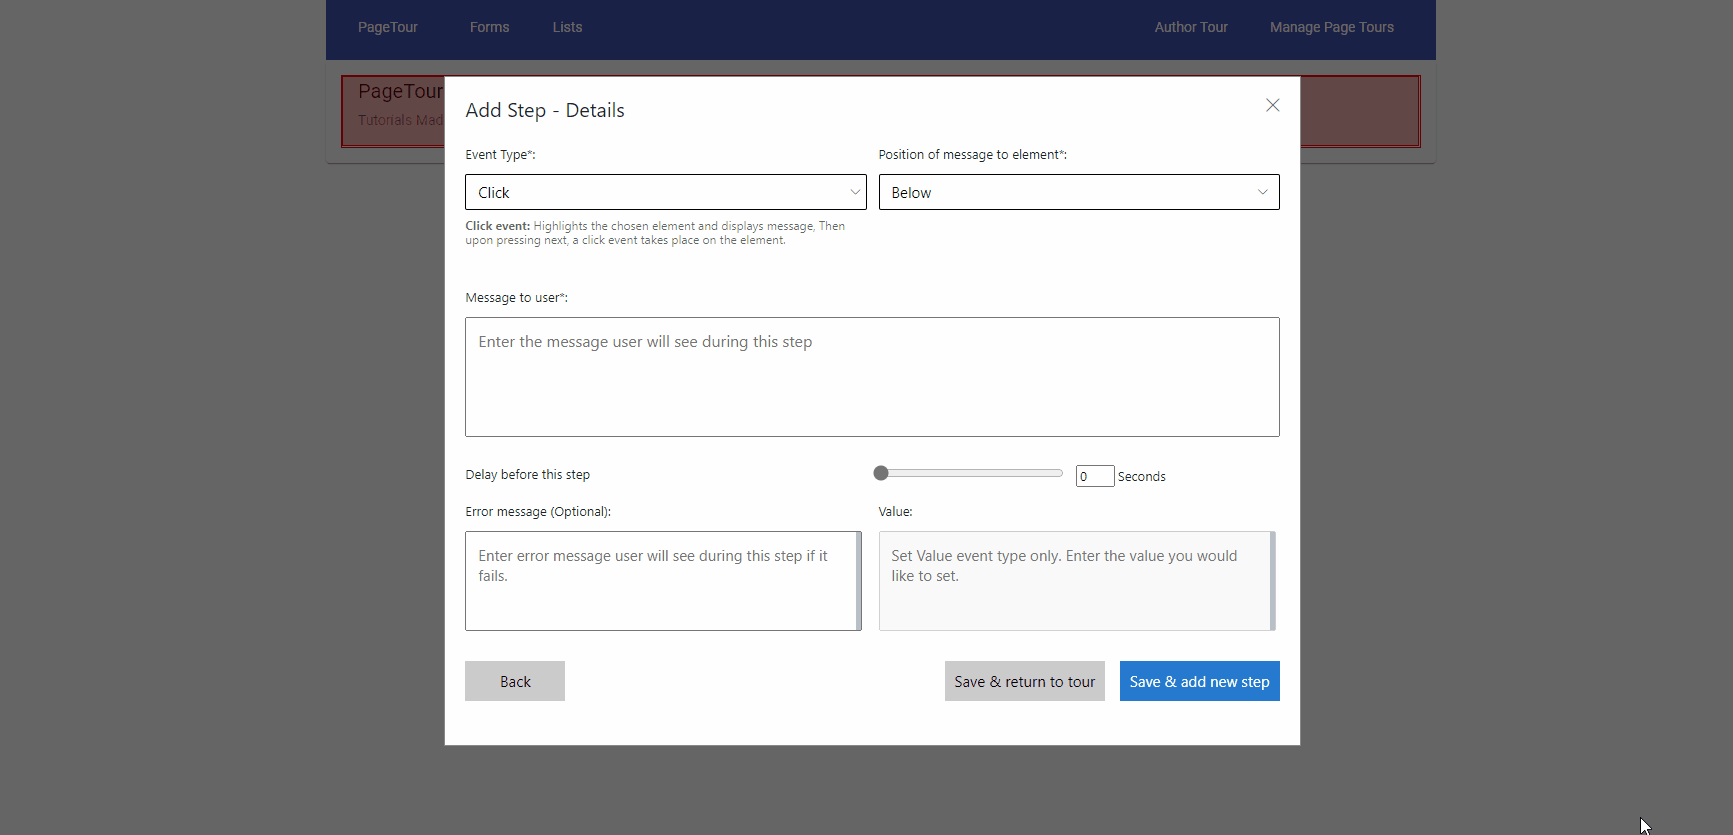 PageTour Forms Lists Author Tour Manage Page Tours
PageTour
Tutorials Mad
Add Step - Details
Event Type*: Position of message to element*:
Click Below
Click event: Highlights the chosen element and displays message, Then
upon pressing next, a click event takes place on the element.
Message to user*:
Enter the message user will see during this step
Delay before this step 0 Seconds
Error message (Optional): Value:
Enter error message user will see during this step if it
fails.
Set Value event type only. Enter the value you would
like to set.
Back Save & return to tour Save & add new step